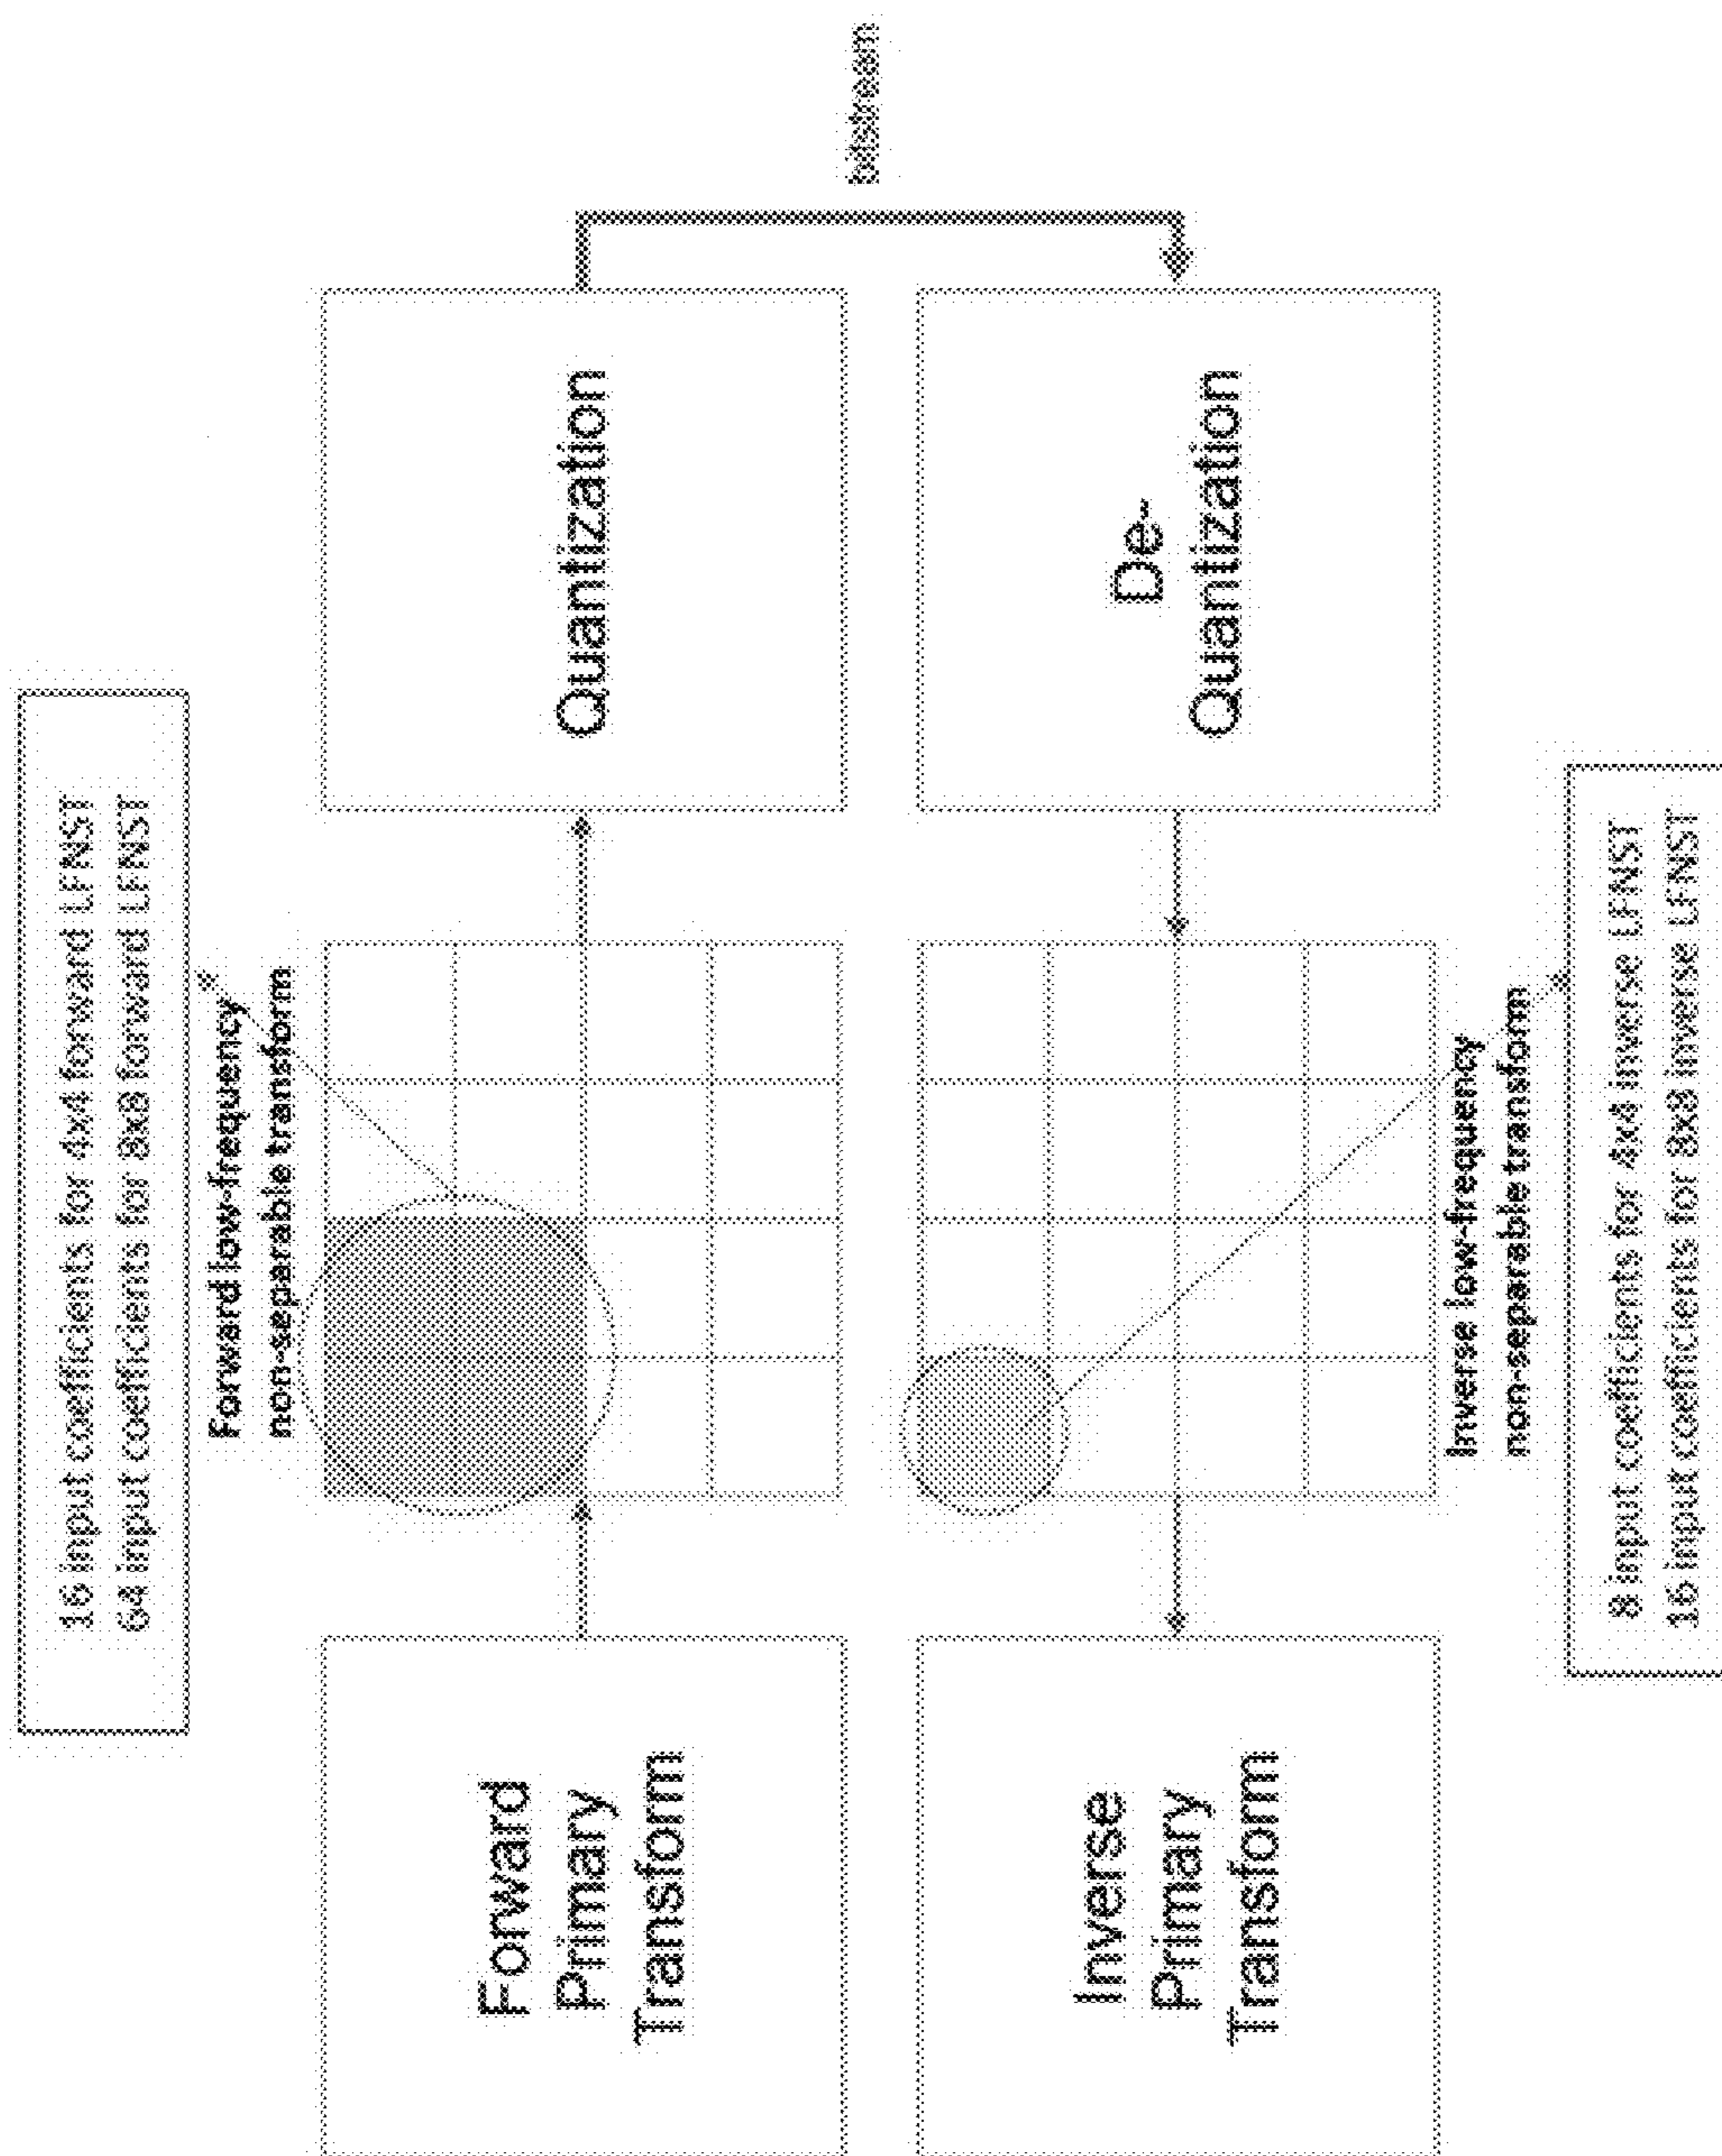 16 input coefficients for 4x4 forward LFNST
64 input coefficients for 8x8 forward LFNST
Forward low-frequency
non-separable transform
Forward
Primary
Transform
Quantization
bitstream
Inverse
Primary
Transform
De-
Quantization
Inverse low-frequency
non-separable transform
8 input coefficients for 4x4 inverse LFNST
16 input coefficients for 8x8 inverse LFNST